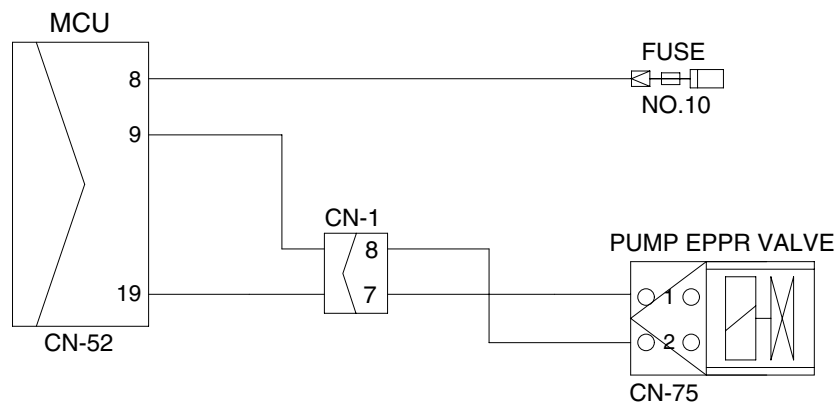 MCU
FUSE
8
NO.10
9
CN-1
8
PUMP EPPR VALVE
19
7
1
2
CN-52
CN-75